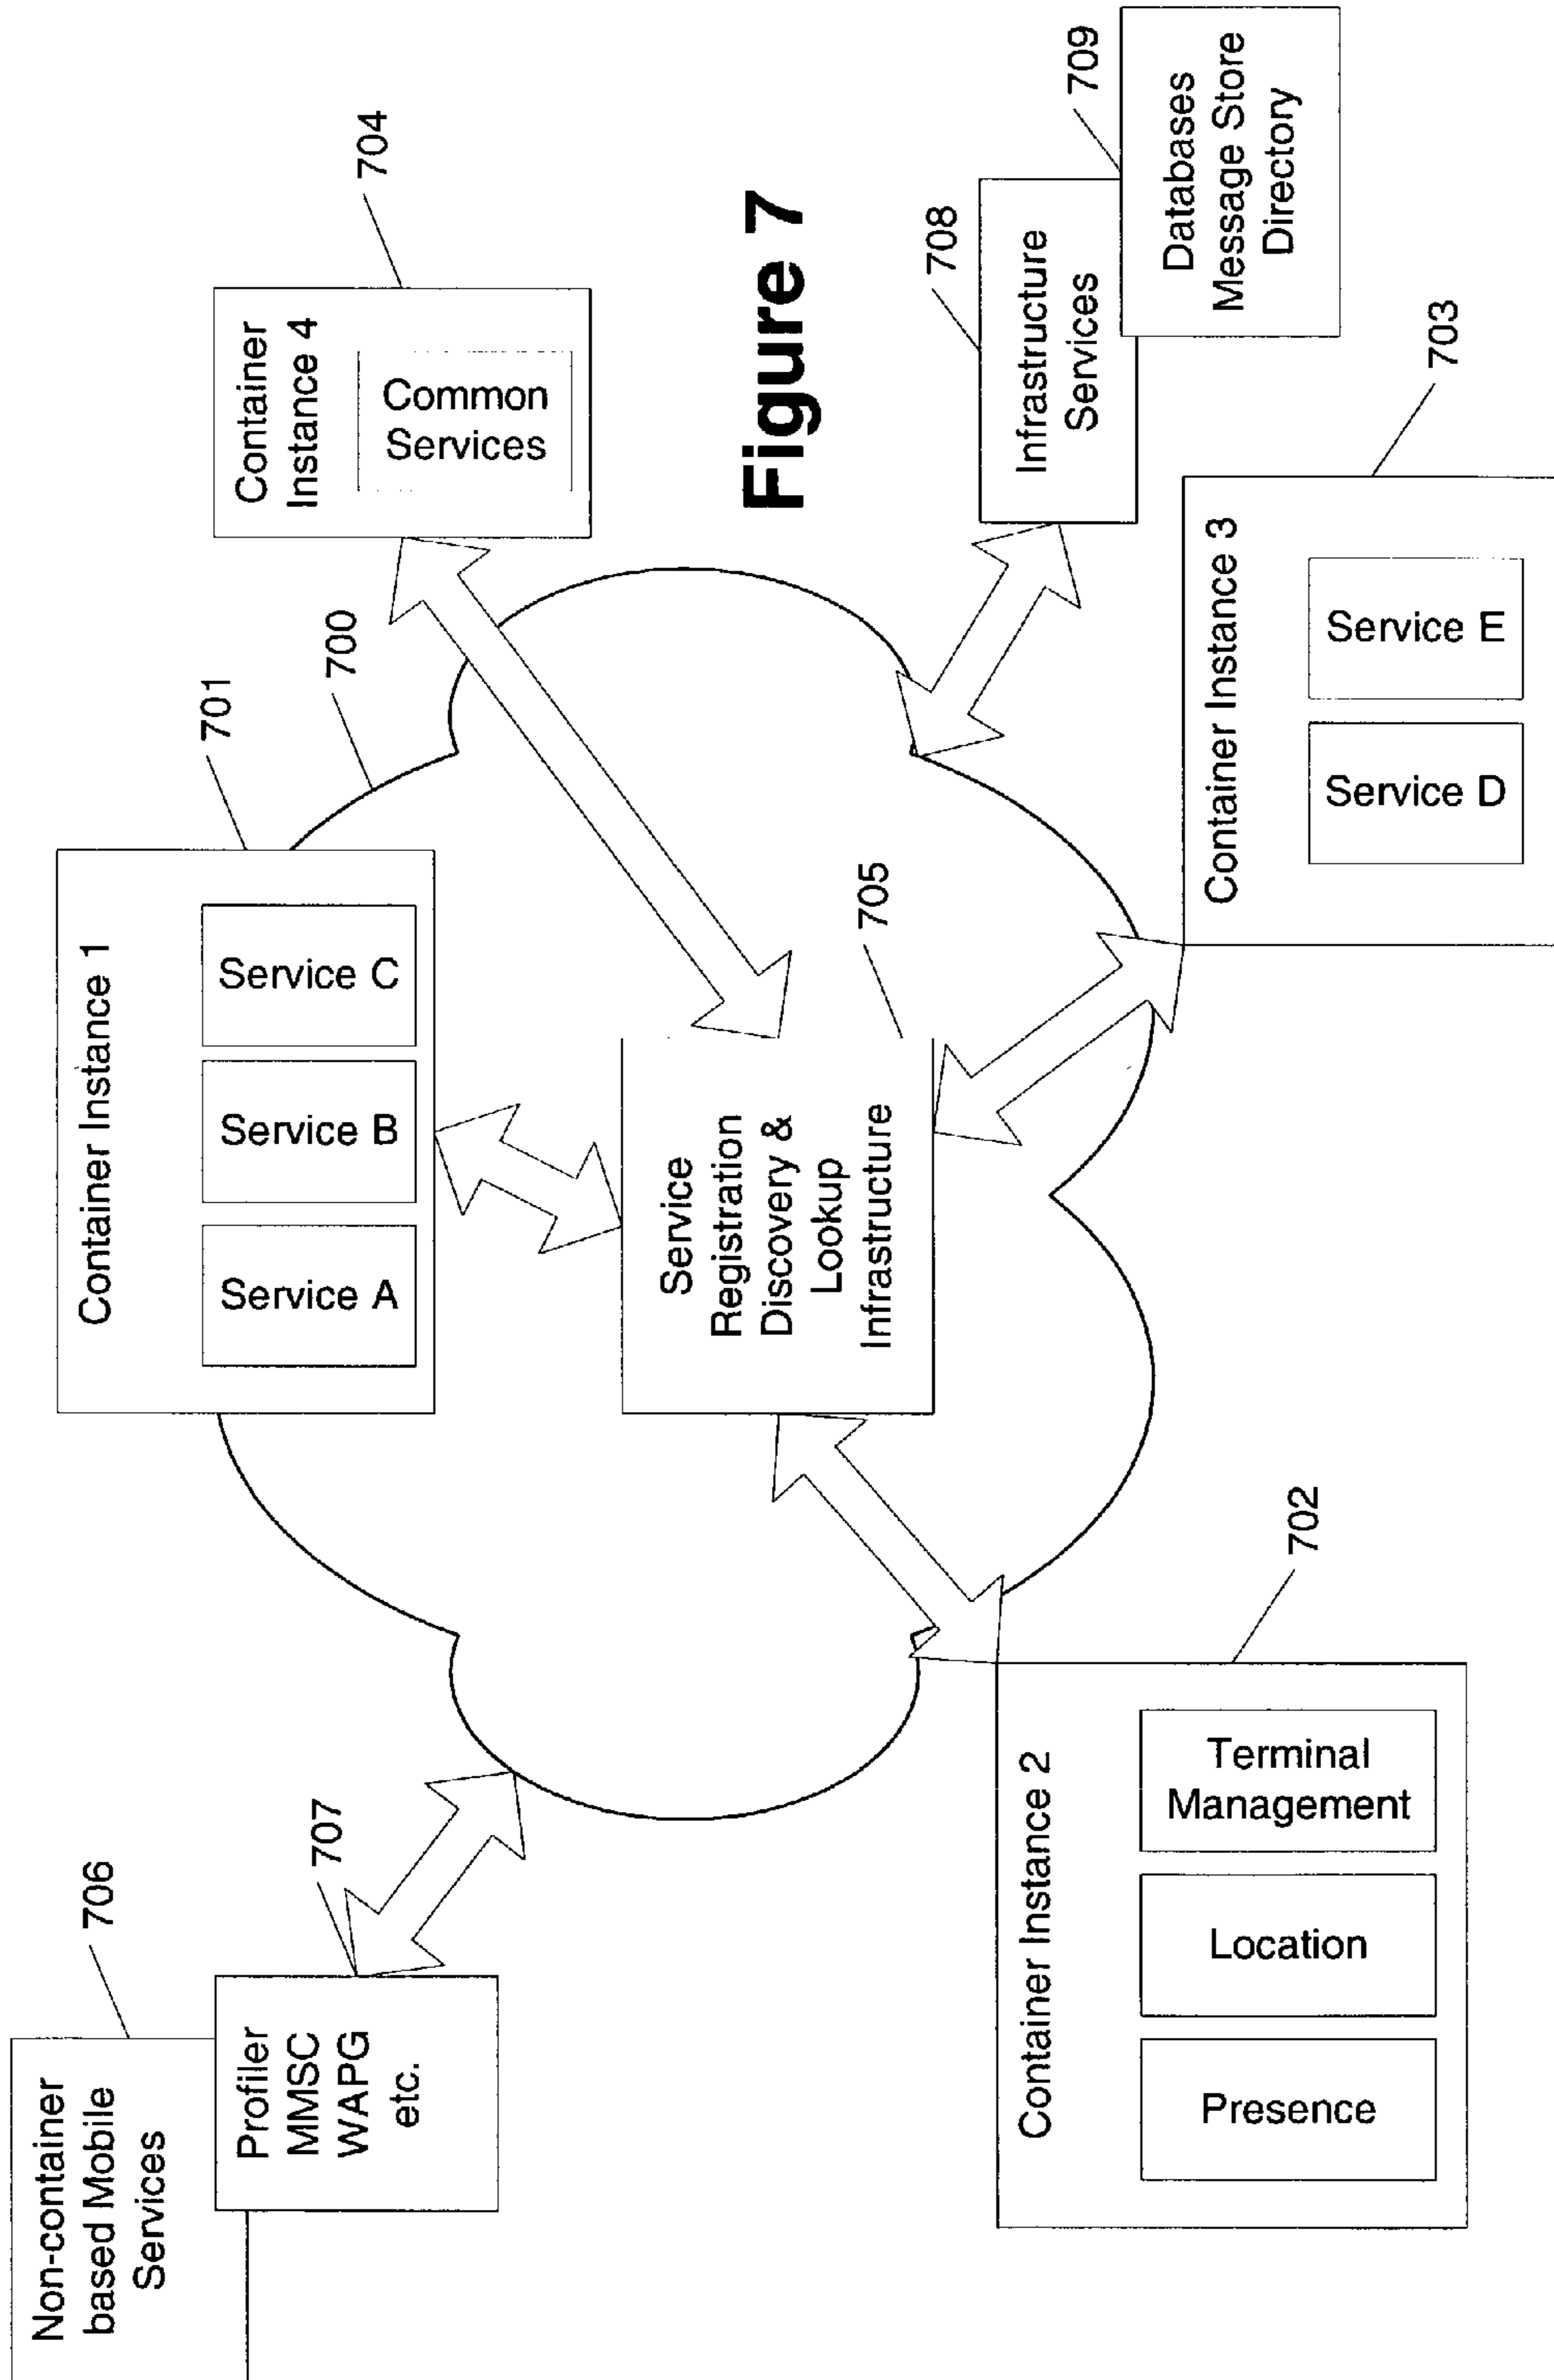 Non-container
based Mobile
Services
706
Profiler
MMSC
WAPG
etc.
707
Container Instance 1
Service A
Service B
Service C
701
700
Container
Instance 4
Common
Services
704
Service
Registration
Discovery &
Lookup
Infrastructure
705
Figure 7
Container Instance 2
Presence
Location
Terminal
Management
702
Container Instance 3
Service D
Service E
703
Infrastructure
Services
708
Databases
Message Store
Directory
709